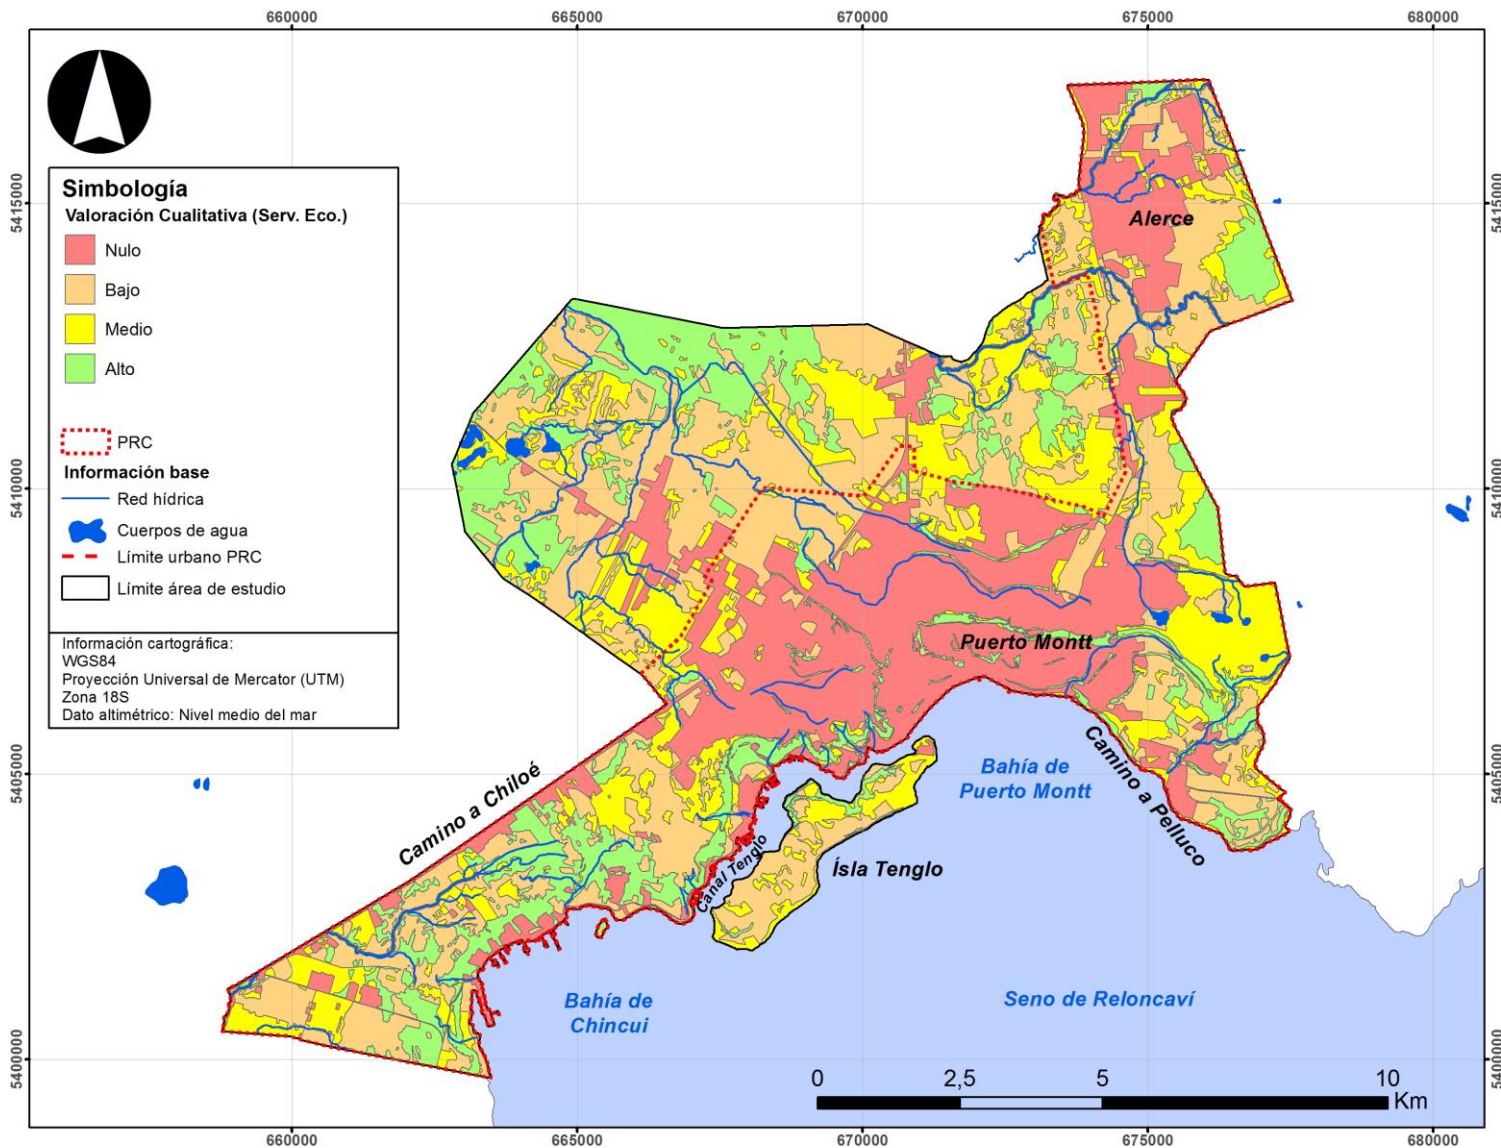 660000
665000
670000
675000
680000
5415000
5415000
5410000
5410000
5405000
5405000
5400000
5400000
Simbología
Valoración Cualitativa (Serv. Eco.)
Nulo
Bajo
Medio
Alto
PRC
Información base
Red hídrica
Cuerpos de agua
Límite urbano PRC
Límite área de estudio
Información cartográfica:
WGS84
Proyección Universal de Mercator (UTM)
Zona 18S
Dato altimétrico: Nivel medio del mar
Alerce
Puerto Montt
Camino a Chiloé
Canal Tenglo
Ísla Tenglo
Camino a Pelluco
Bahía de
Puerto Montt
Bahía de
Chincui
Seno de Reloncaví
0
2,5
5
10
Km
660000
665000
670000
675000
680000